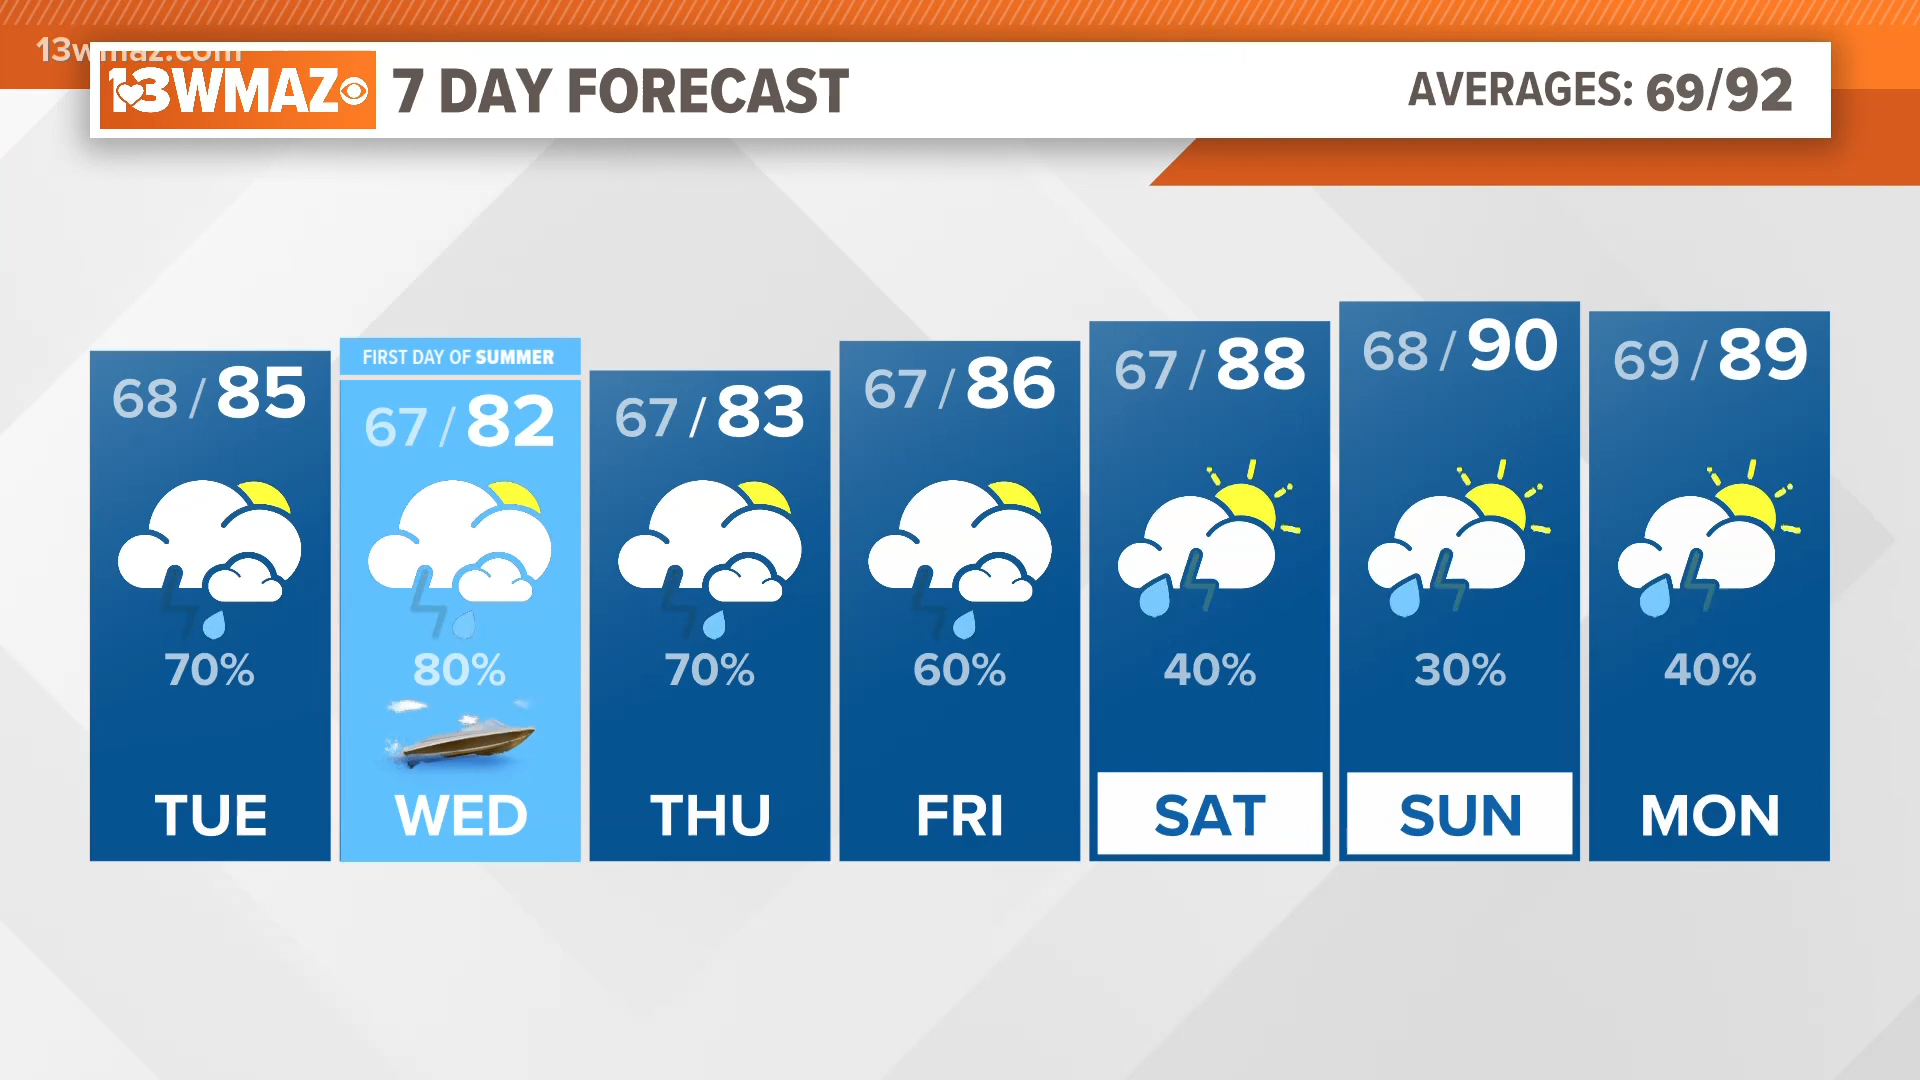 13wmaz.com
13WMAZ 7 DAY FORECAST AVERAGES: 69/92
68 / 85
70%
TUE
FIRST DAY OF SUMMER
67 / 82
80%
WED
67 / 83
70%
THU
67 / 86
60%
FRI
67 / 88
40%
SAT
68 / 90
30%
SUN
69 / 89
40%
MON